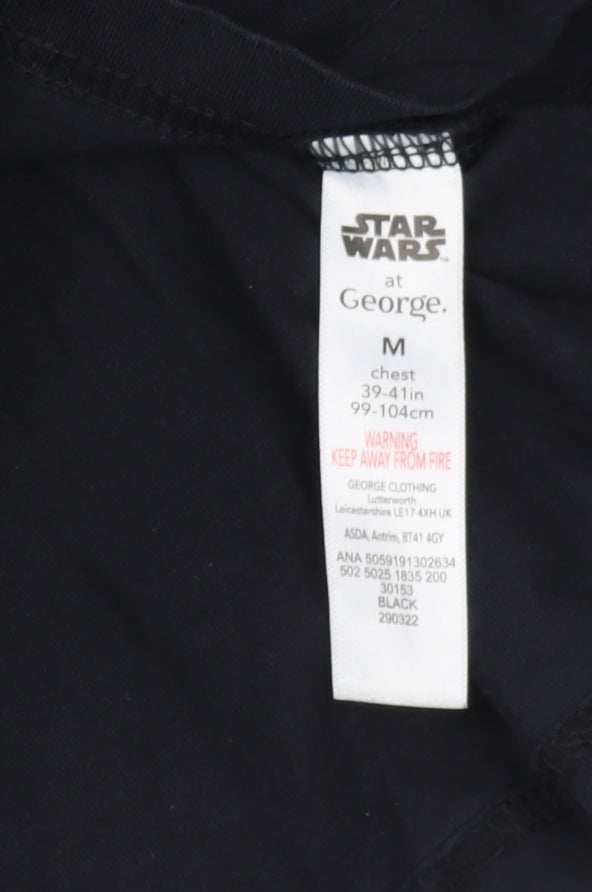 STAR
WARS™
at
George.
M
chest
39-41in
99-104cm
WARNING
KEEP AWAY FROM FIRE
GEORGE CLOTHING
Lutterworth
Leicestershire LE17 4XH UK
ASDA, Antrim, BT41 4GY
ANA 5059191302634
502 5025 1835 200
30153
BLACK
290322